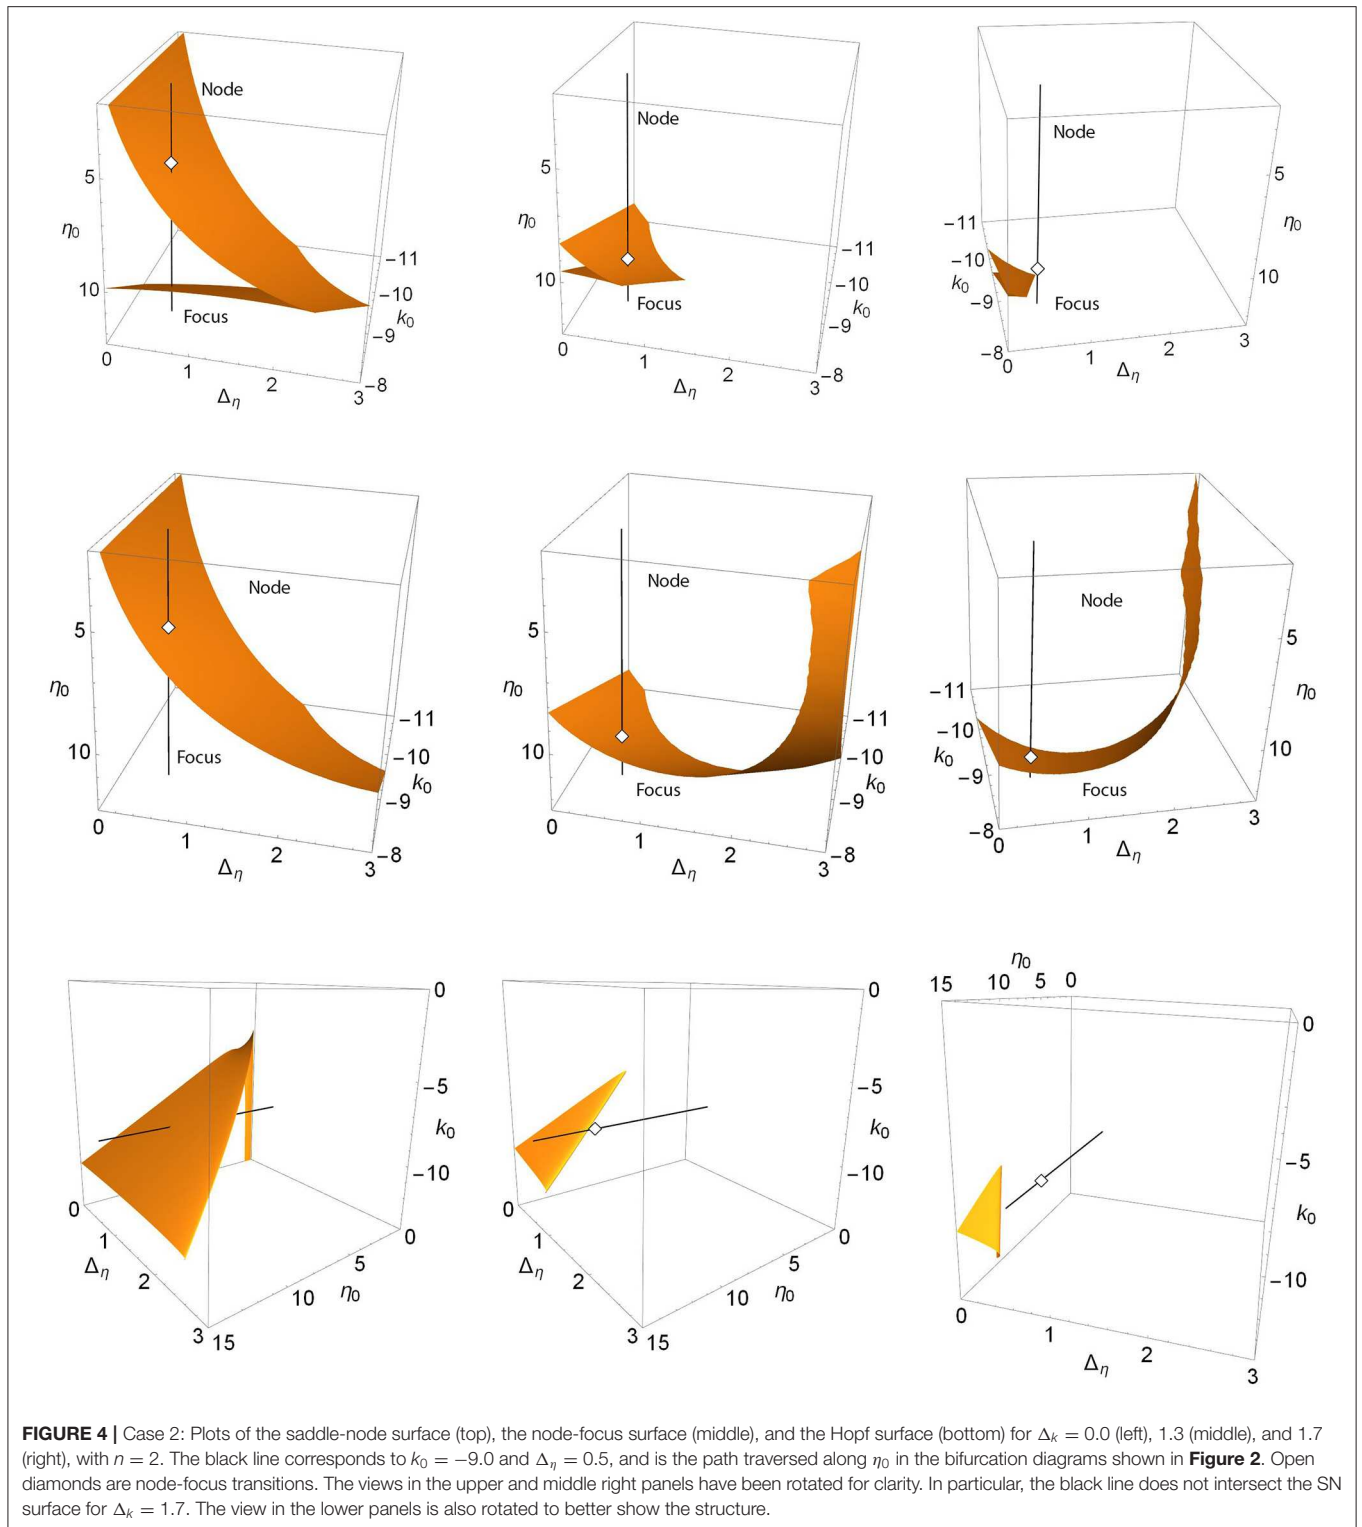 Node
5
η0
10
Focus
-11
-10
k0
-9
-8
0
1
2
3
Δη
Node
5
η0
10
Focus
-11
-10
k0
-9
-8
0
1
2
3
Δη
Node
5
η0
10
Focus
-11
-10
k0
-9
-8
0
1
2
3
Δη
Node
5
η0
10
Focus
-11
-10
k0
-9
-8
0
1
2
3
Δη
Node
5
η0
10
Focus
-11
-10
k0
-9
-8
0
1
2
3
Δη
Node
5
η0
10
Focus
-11
-10
k0
-9
-8
0
1
2
3
Δη
0
-5
k0
-10
0
1
2
3
Δη
0
5
10
15
η0
0
-5
k0
-10
0
1
2
3
Δη
0
5
10
15
η0
η0
15 10 5 0
0
-5
k0
-10
0
1
2
3
Δη
FIGURE 4 | Case 2: Plots of the saddle-node surface (top), the node-focus surface (middle), and the Hopf surface (bottom) for Δk = 0.0 (left), 1.3 (middle), and 1.7
(right), with n = 2. The black line corresponds to k0 = −9.0 and Δη = 0.5, and is the path traversed along η0 in the bifurcation diagrams shown in Figure 2. Open
diamonds are node-focus transitions. The views in the upper and middle right panels have been rotated for clarity. In particular, the black line does not intersect the SN
surface for Δk = 1.7. The view in the lower panels is also rotated to better show the structure.